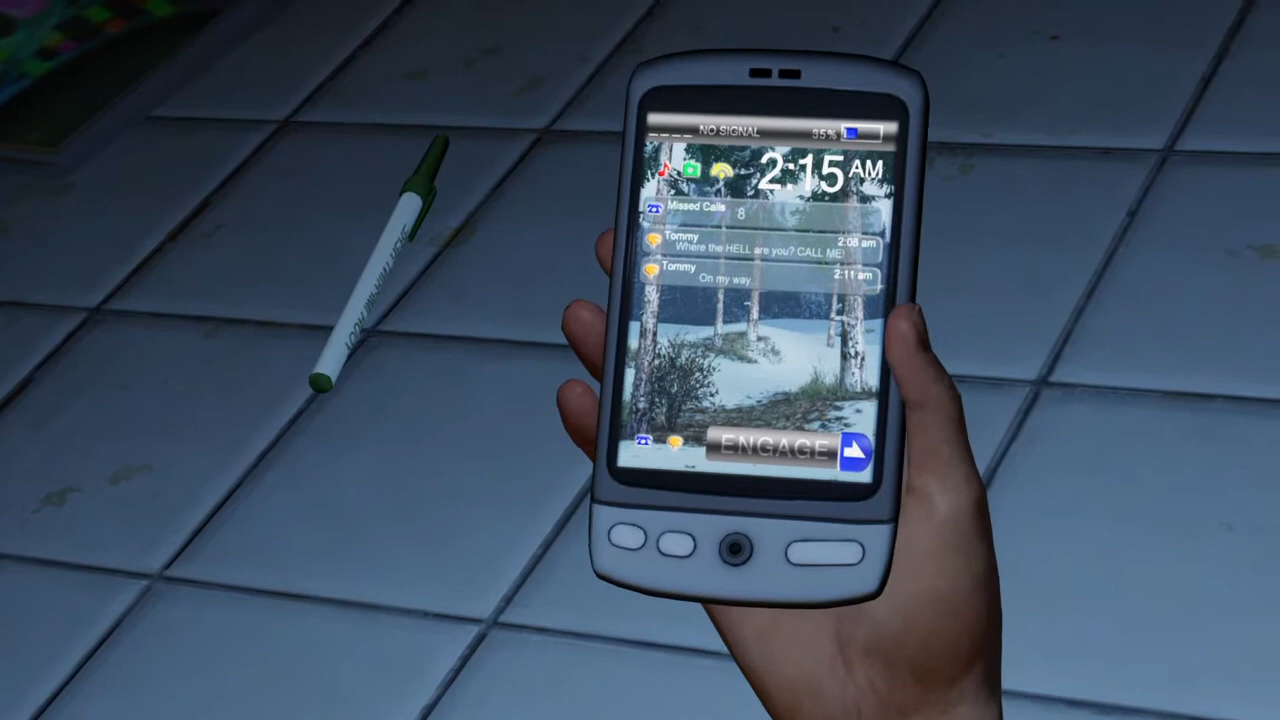 NO SIGNAL 35%
2:15 AM
Missed Calls 8
Tommy 2:08 am
Where the HELL are you? CALL ME!
Tommy 2:11 am
On my way
ENGAGE